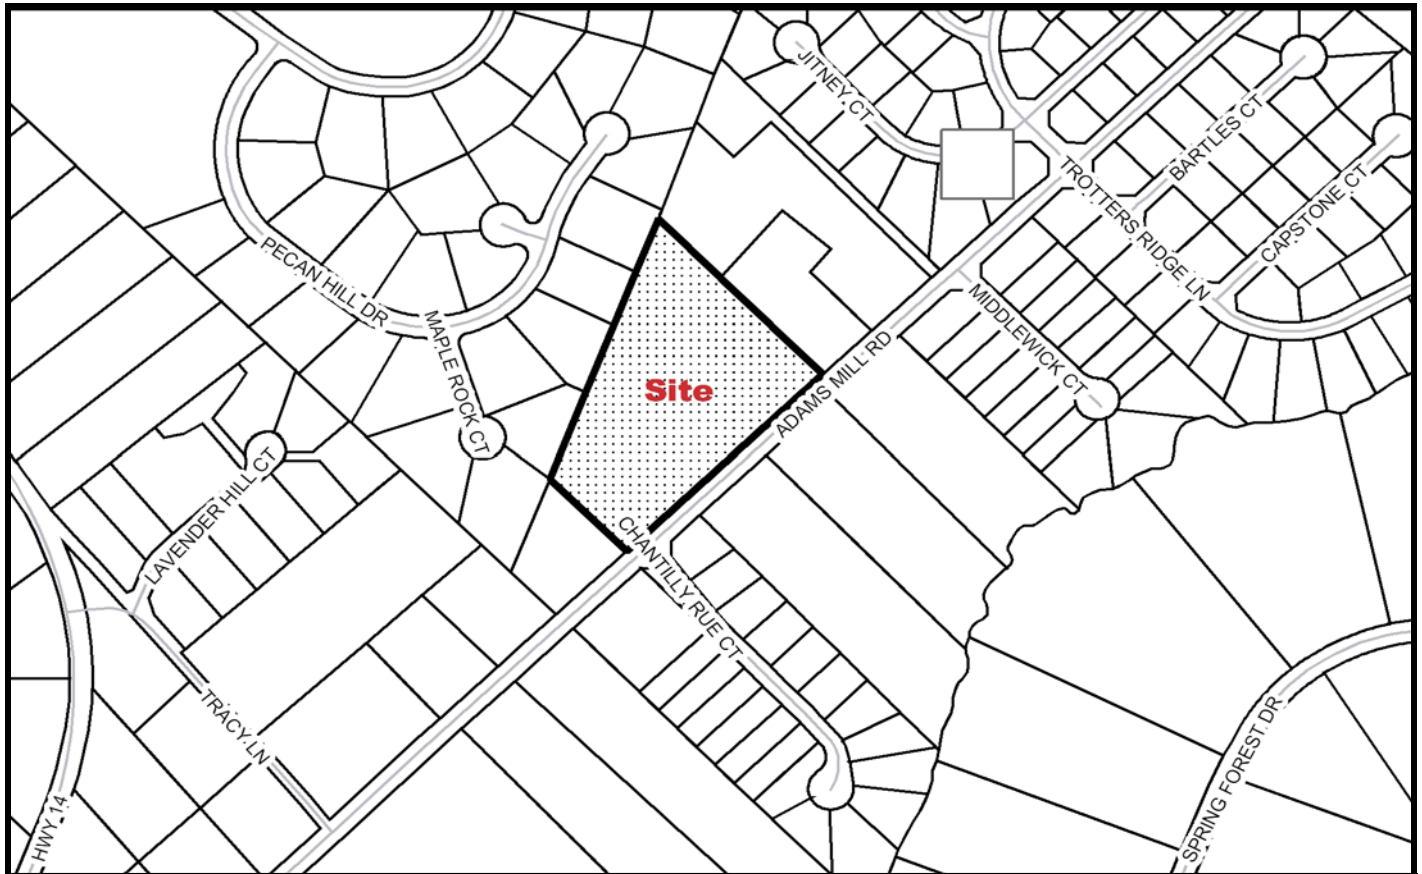 JITNEY CT
BARTLES CT
TROTTERS RIDGE LN
CAPSTONE CT
PECAN HILL DR
MAPLE ROCK CT
MIDDLEWICK CT
ADAMS MILL RD
Site
LAVENDER HILL CT
CHANTILLY RUE CT
TRACY LN
SPRING FOREST DR
HWY 14